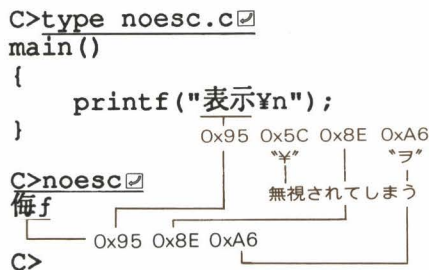 C>type noesc.c⏎
main()
{
printf("表示¥n");
}
0x95 0x5C 0x8E 0xA6
"¥" "ヲ"
C>noesc⏎
無視されてしまう
侮f
0x95 0x8E 0xA6
C>